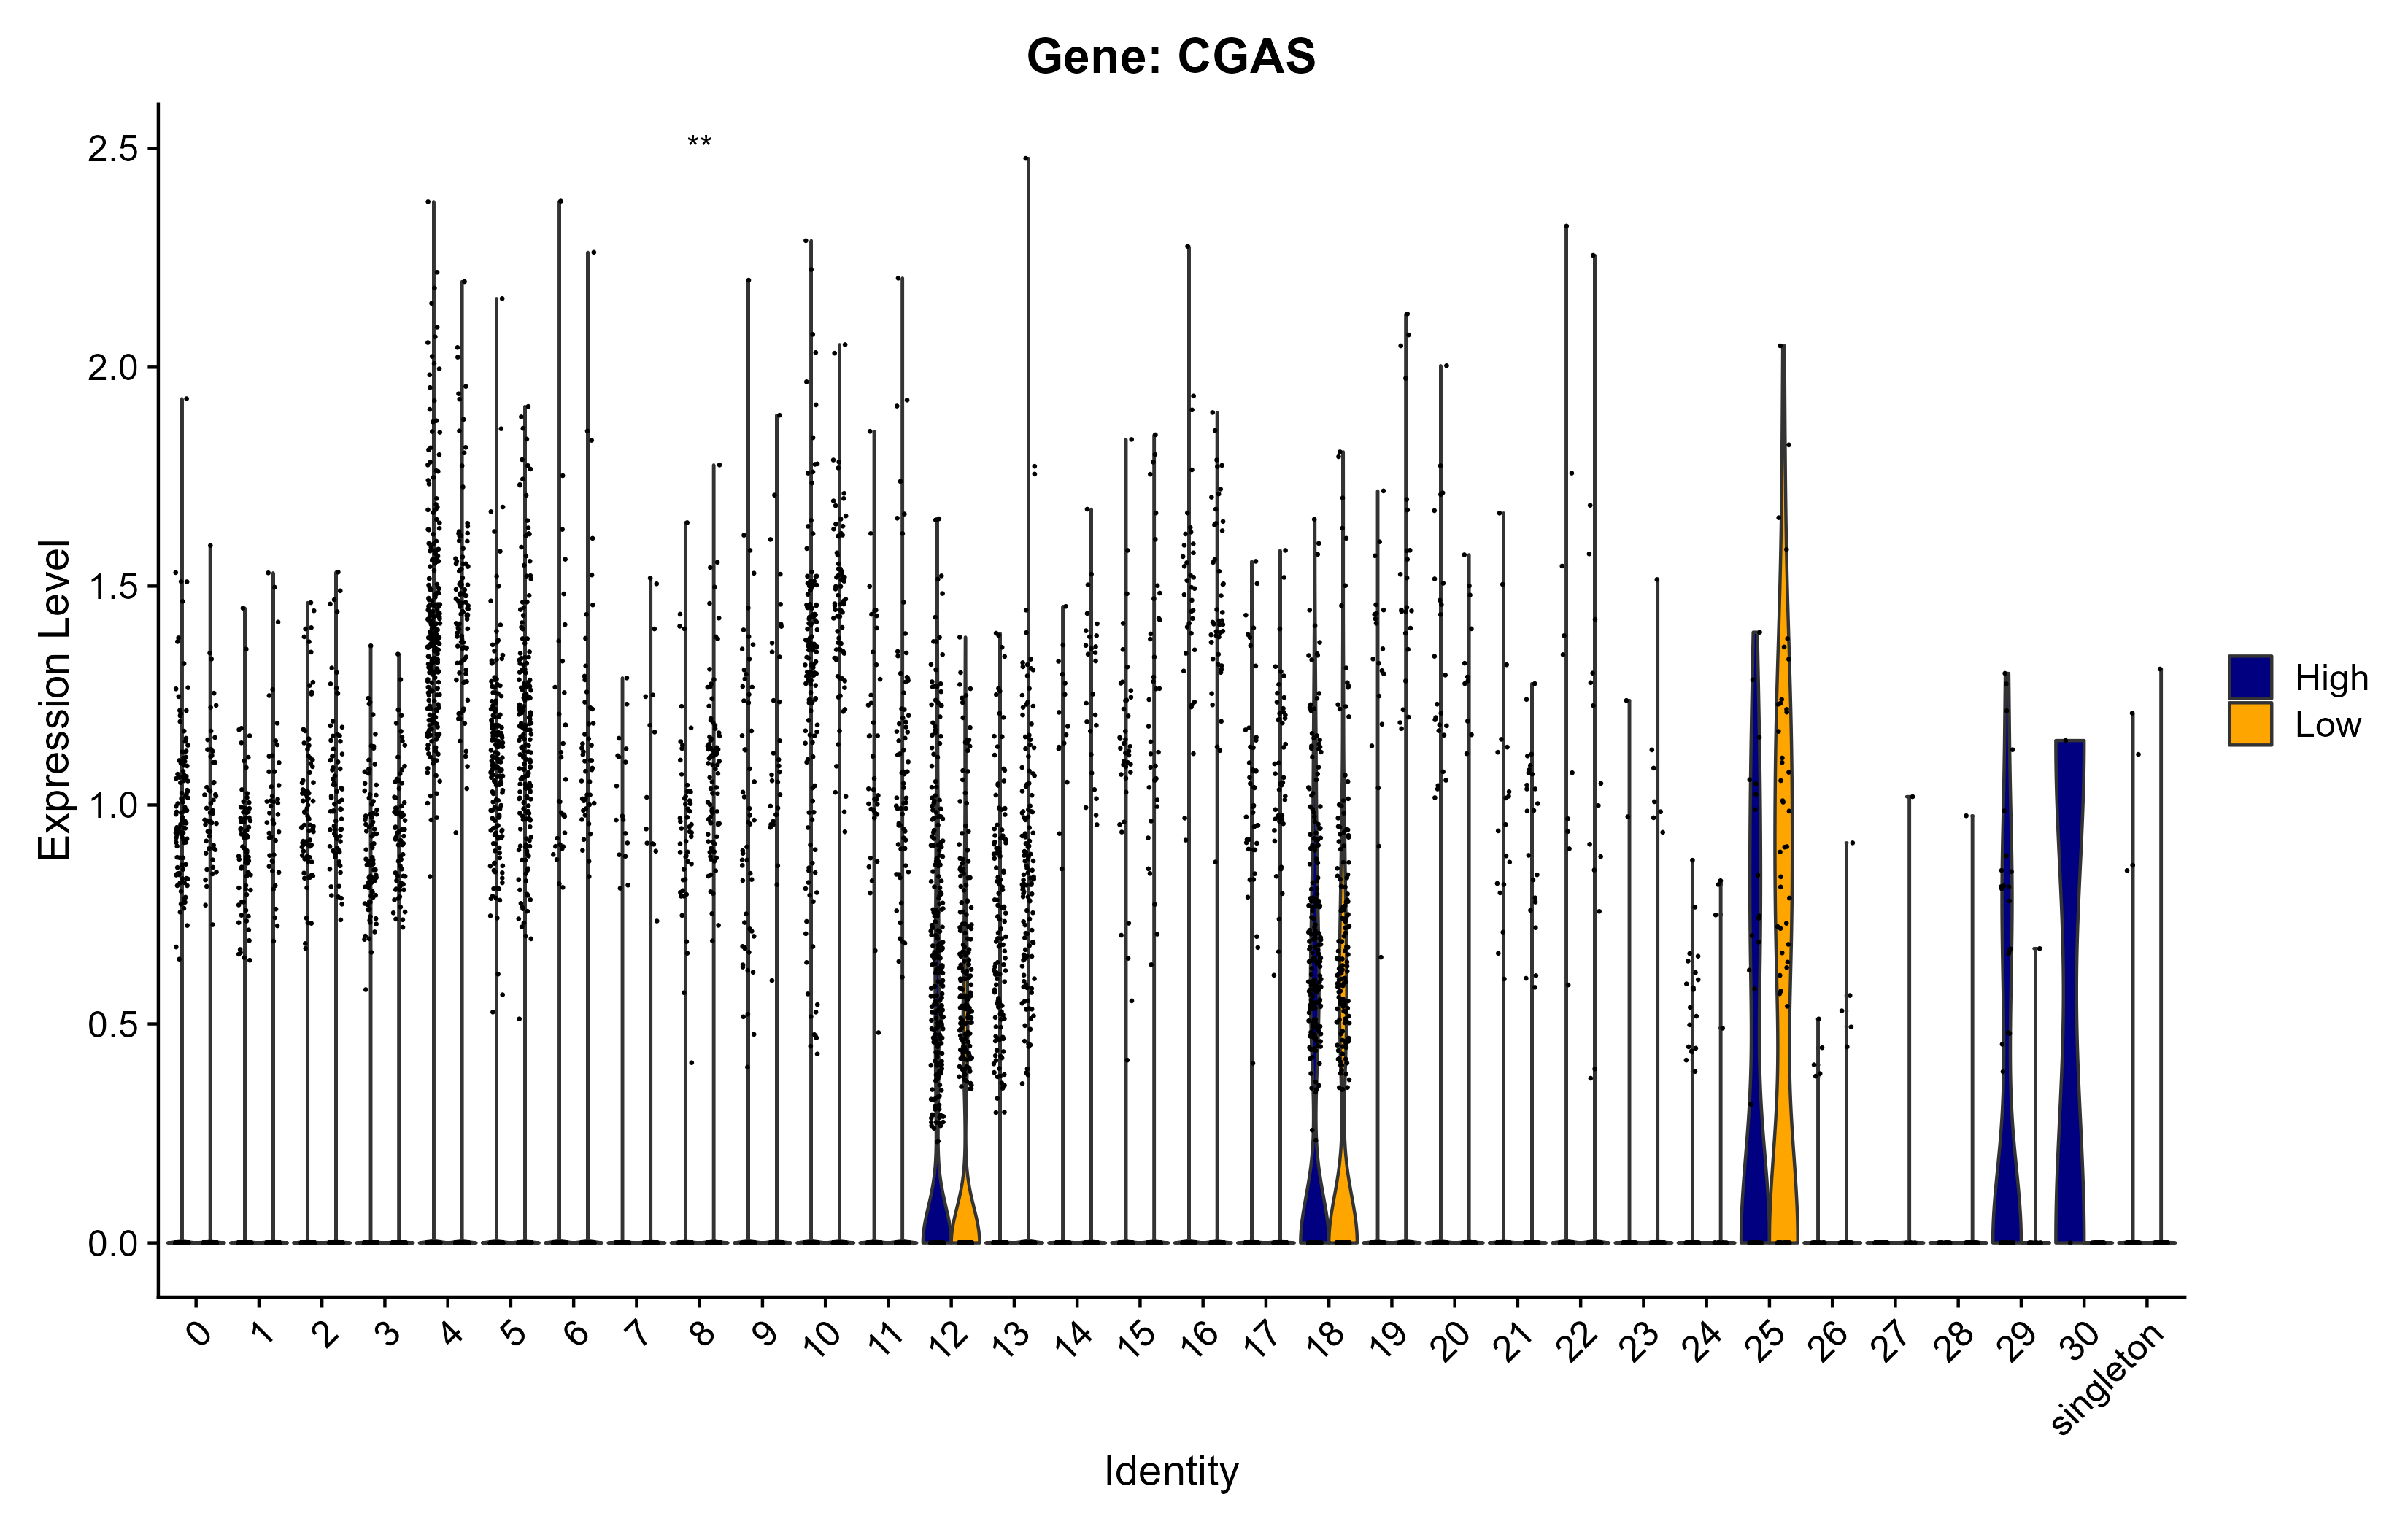 Gene: CGAS
**
2.5
2.0
1.5
1.0
0.5
0.0
Expression Level
High
Low
0 1 2 3 4 5 6 7 8 9 10 11 12 13 14 15 16 17 18 19 20 21 22 23 24 25 26 27 28 29 30 singleton
Identity